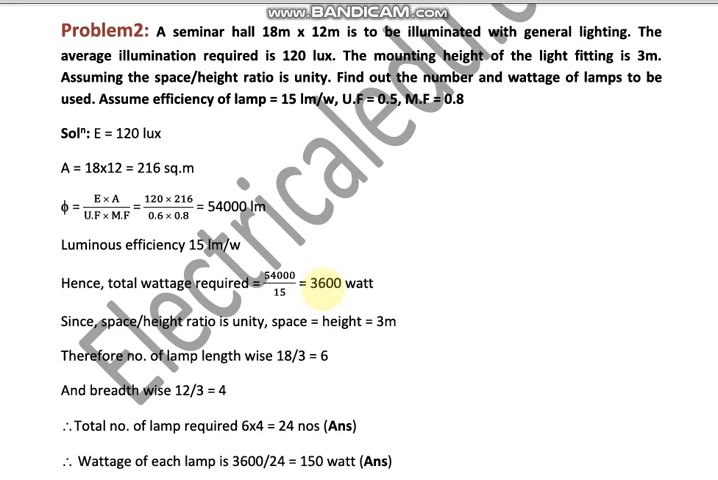 www.BANDICAM.com
Problem2: A seminar hall 18m x 12m is to be illuminated with general lighting. The
average illumination required is 120 lux. The mounting height of the light fitting is 3m.
Assuming the space/height ratio is unity. Find out the number and wattage of lamps to be
used. Assume efficiency of lamp = 15 lm/w, U.F = 0.5, M.F = 0.8
Solⁿ: E = 120 lux
A = 18x12 = 216 sq.m
ϕ = E × A / U.F × M.F = 120 × 216 / 0.6 × 0.8 = 54000 lm
Luminous efficiency 15 lm/w
Hence, total wattage required = 54000 / 15 = 3600 watt
Since, space/height ratio is unity, space = height = 3m
Therefore no. of lamp length wise 18/3 = 6
And breadth wise 12/3 = 4
∴ Total no. of lamp required 6x4 = 24 nos (Ans)
∴ Wattage of each lamp is 3600/24 = 150 watt (Ans)